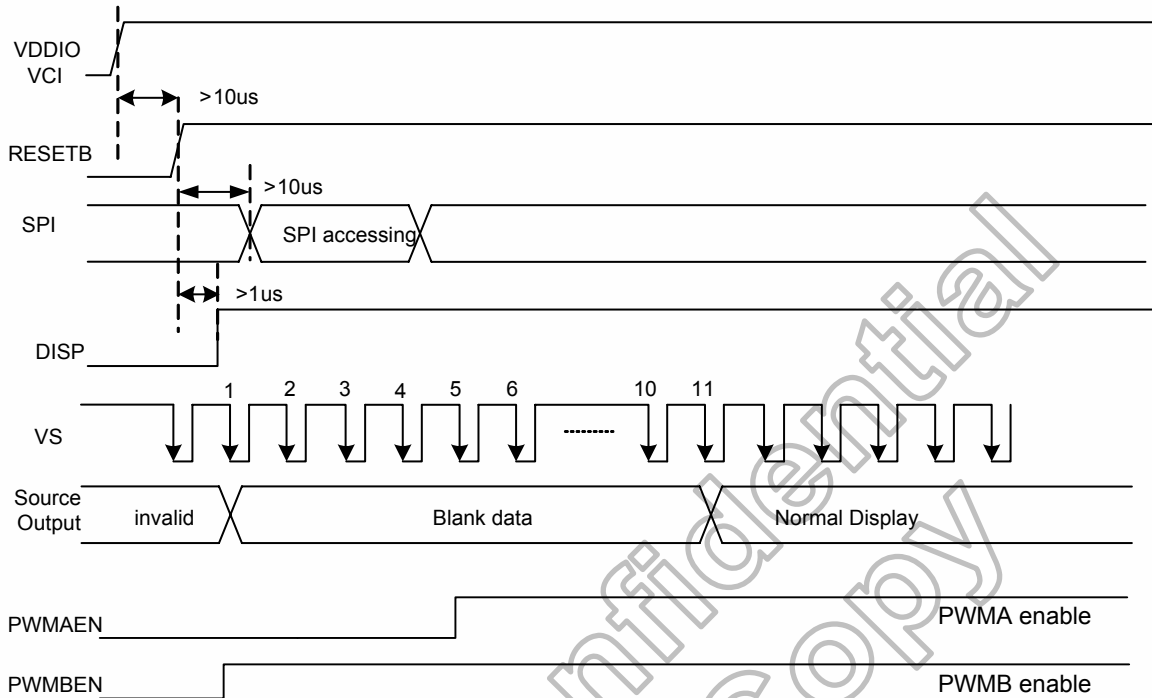 VDDIO
VCI
>10us
RESETB
>10us
SPI
SPI accessing
>1us
DISP
1 2 3 4 5 6 10 11
VS
Source
Output
invalid
Blank data
Normal Display
PWMAEN
PWMA enable
PWMBEN
PWMB enable
Copy